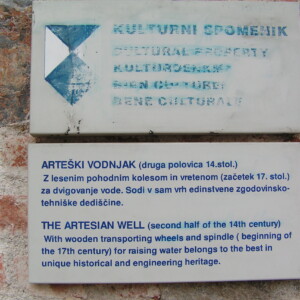 KULTURNI SPOMENIK
CULTURAL PROPERTY
KULTURDENKMAL
BIEN CULTUREL
BENE CULTURALE
ARTEŠKI VODNJAK (druga polovica 14.stol.)
Z lesenim pohodnim kolesom in vretenom (začetek 17. stol.)
za dvigovanje vode. Sodi v sam vrh edinstvene zgodovinsko-
tehniške dediščine.
THE ARTESIAN WELL (second half of the 14th century)
With wooden transporting wheels and spindle ( beginning of
the 17th century) for raising water belongs to the best in
unique historical and engineering heritage.